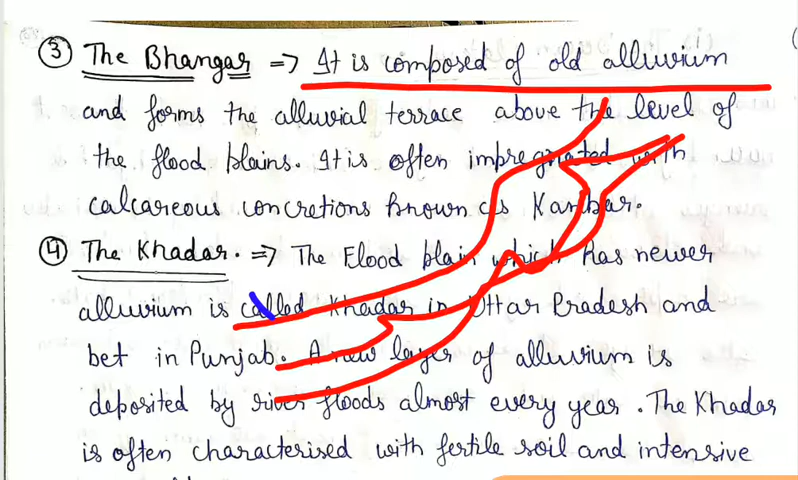 ③ The Bhangar ⇒ It is composed of old alluvium
and forms the alluvial terrace above the level of
the flood plains. It is often impregnated with
calcareous concretions known as Kankar.
④ The Khadar. ⇒ The Flood plain which has newer
alluvium is called Khadar in Uttar Pradesh and
bet in Punjab. A new layer of alluvium is
deposited by river floods almost every year. The Khadar
is often characterised with fertile soil and intensive